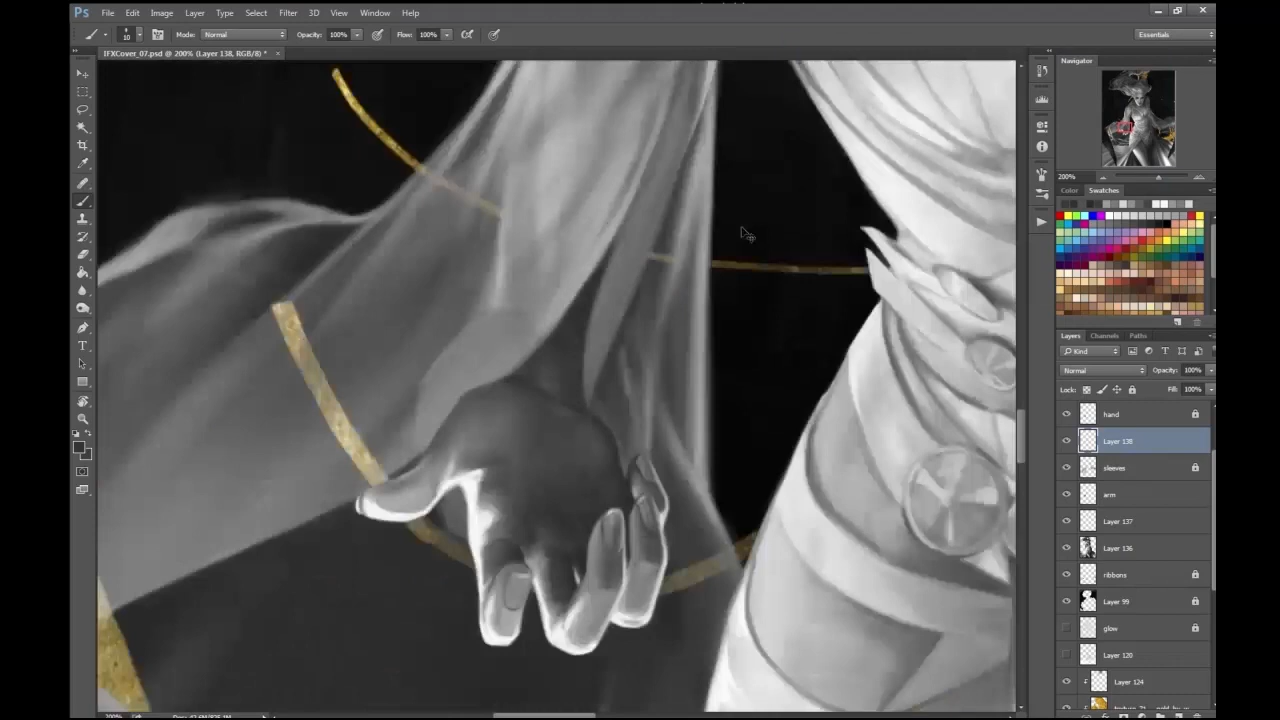 Ps File Edit Image Layer Type Select Filter 3D View Window Help
10 Mode: Normal Opacity: 100% Flow: 100% Essentials
IFXCover_07.psd @ 200% (Layer 138, RGB/8) *
Navigator
200%
Color Swatches
Layers Channels Paths
Kind
Normal Opacity: 100%
Lock: Fill: 100%
hand
Layer 138
sleeves
arm
Layer 137
Layer 136
ribbons
Layer 99
glow
Layer 120
Layer 124